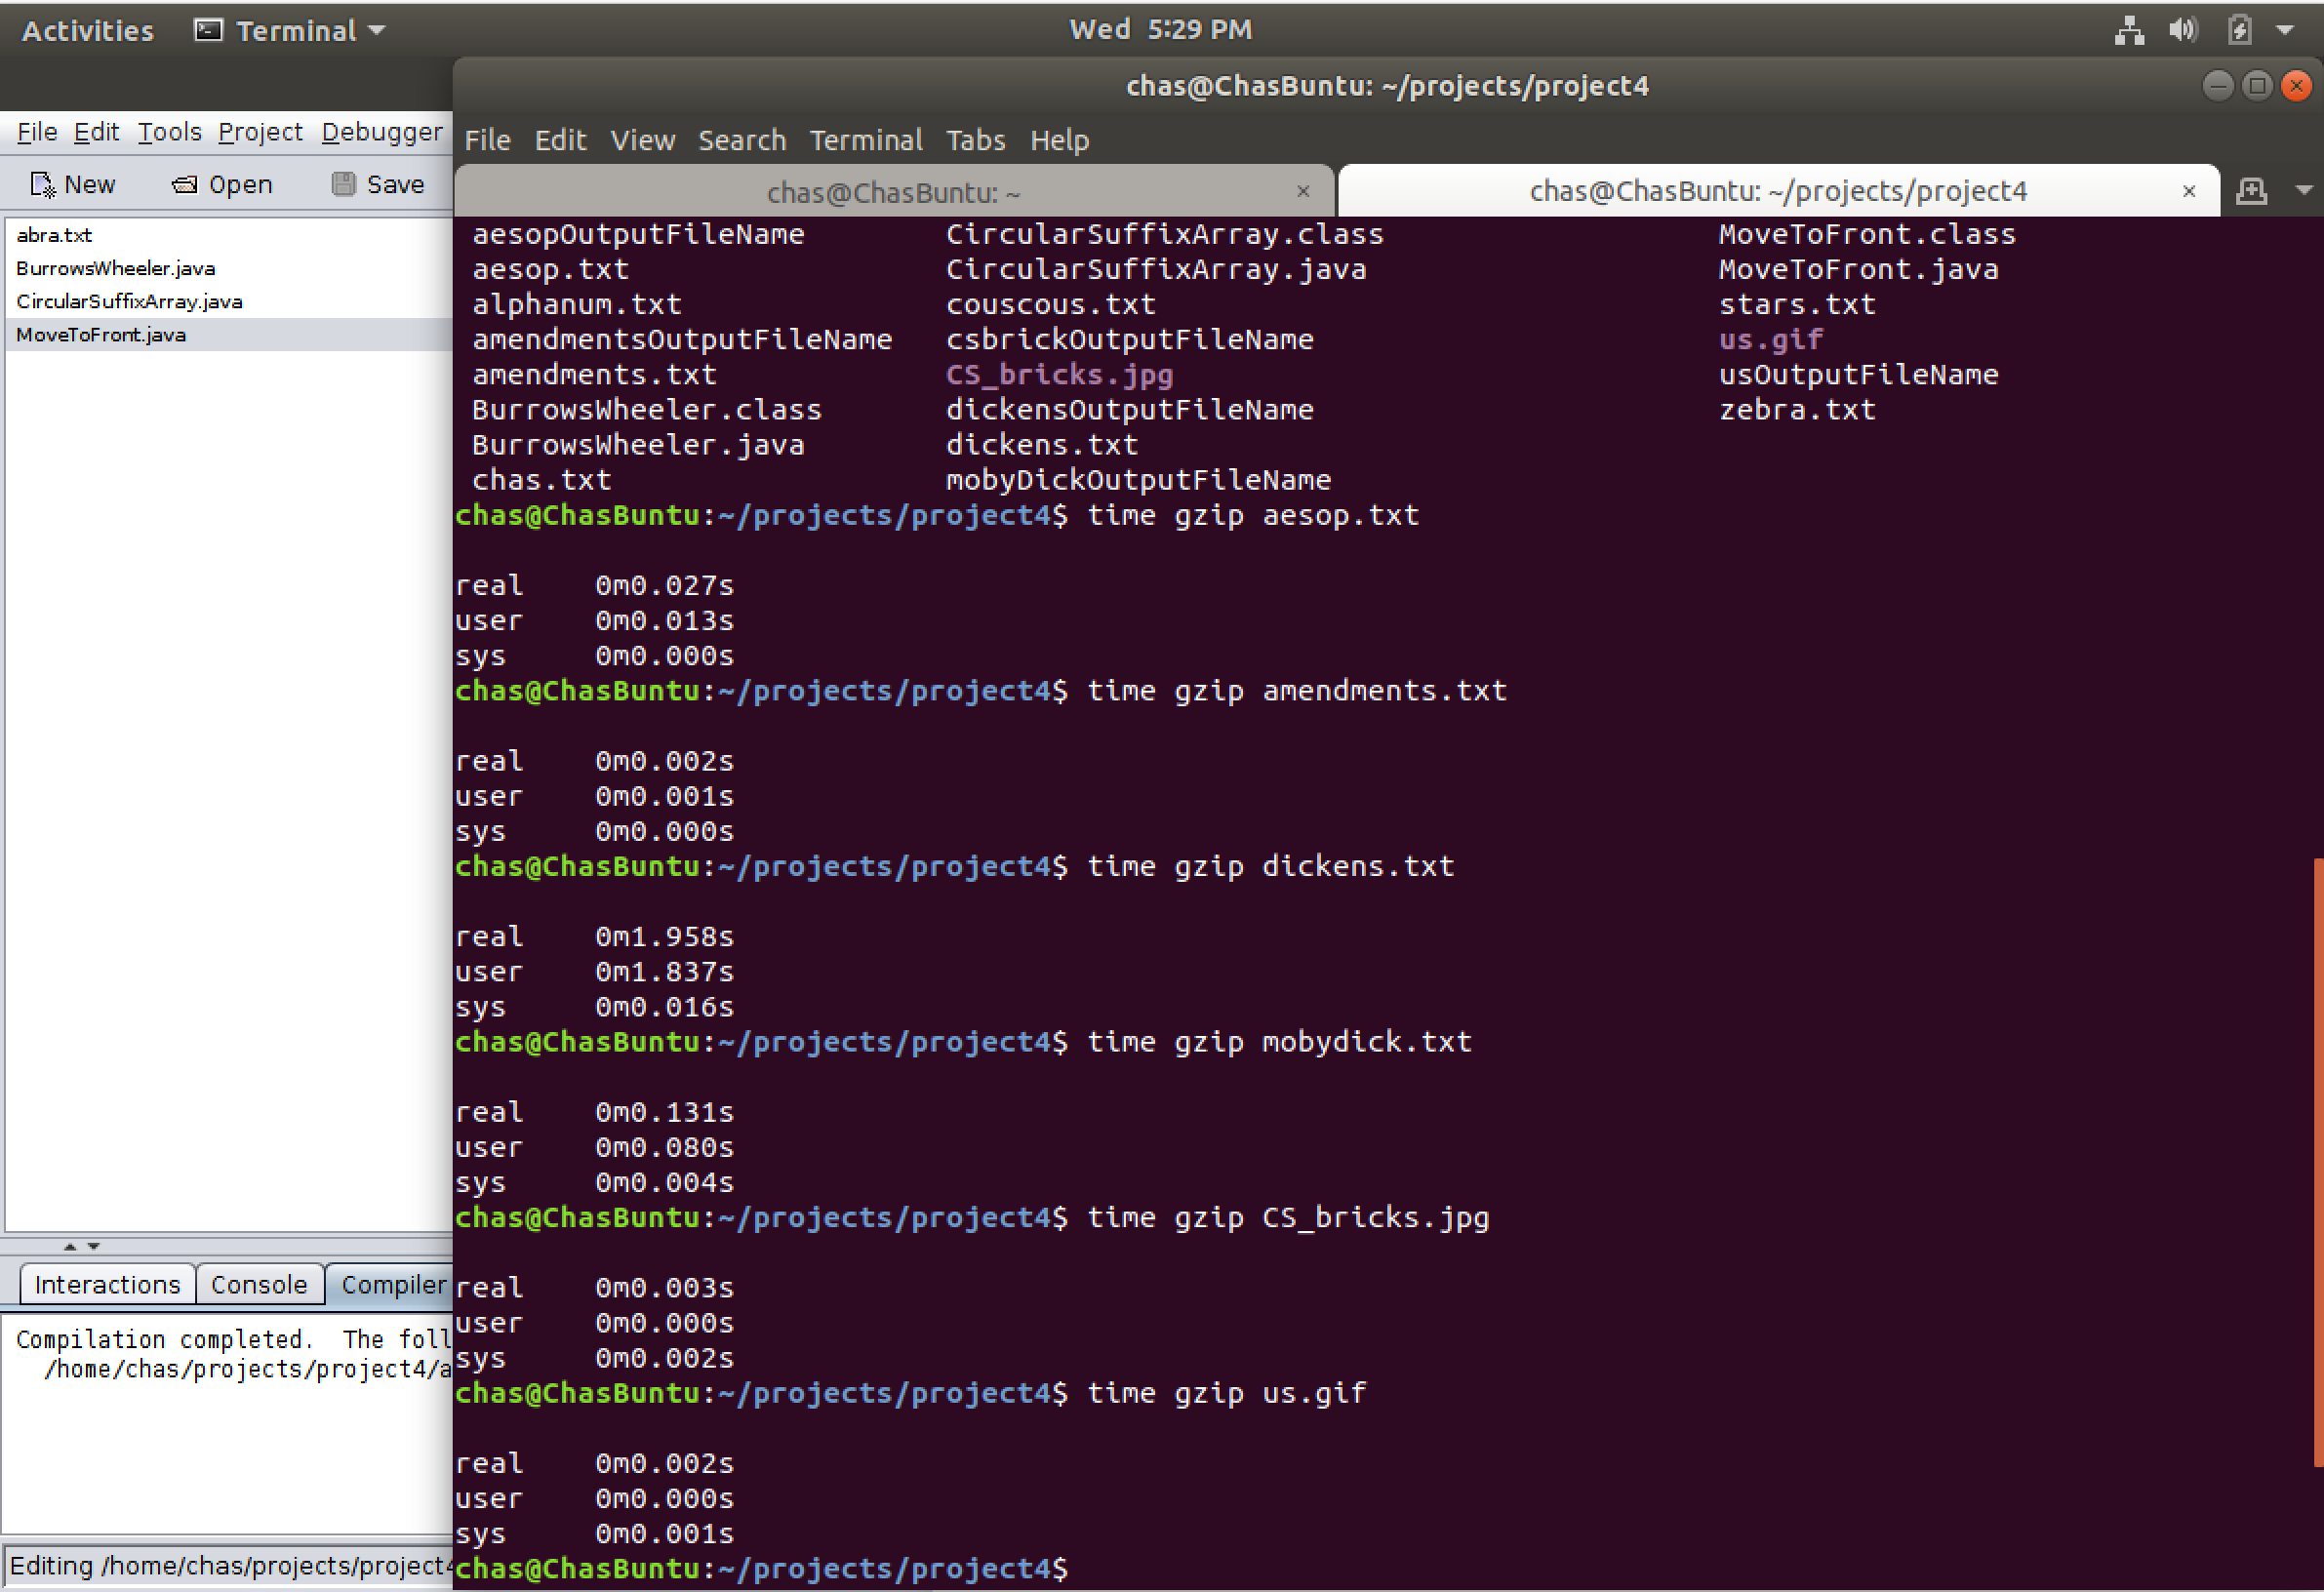 Activities Terminal Wed 5:29 PM
chas@ChasBuntu: ~/projects/project4
File Edit Tools Project Debugger
New Open Save
abra.txt
BurrowsWheeler.java
CircularSuffixArray.java
MoveToFront.java
Interactions Console Compiler
Compilation completed. The foll
/home/chas/projects/project4/a
Editing /home/chas/projects/project4
File Edit View Search Terminal Tabs Help
chas@ChasBuntu: ~ × chas@ChasBuntu: ~/projects/project4 ×
aesopOutputFileName CircularSuffixArray.class MoveToFront.class
aesop.txt CircularSuffixArray.java MoveToFront.java
alphanum.txt couscous.txt stars.txt
amendmentsOutputFileName csbrickOutputFileName us.gif
amendments.txt CS_bricks.jpg usOutputFileName
BurrowsWheeler.class dickensOutputFileName zebra.txt
BurrowsWheeler.java dickens.txt
chas.txt mobyDickOutputFileName
chas@ChasBuntu:~/projects/project4$ time gzip aesop.txt
real 0m0.027s
user 0m0.013s
sys 0m0.000s
chas@ChasBuntu:~/projects/project4$ time gzip amendments.txt
real 0m0.002s
user 0m0.001s
sys 0m0.000s
chas@ChasBuntu:~/projects/project4$ time gzip dickens.txt
real 0m1.958s
user 0m1.837s
sys 0m0.016s
chas@ChasBuntu:~/projects/project4$ time gzip mobydick.txt
real 0m0.131s
user 0m0.080s
sys 0m0.004s
chas@ChasBuntu:~/projects/project4$ time gzip CS_bricks.jpg
real 0m0.003s
user 0m0.000s
sys 0m0.002s
chas@ChasBuntu:~/projects/project4$ time gzip us.gif
real 0m0.002s
user 0m0.000s
sys 0m0.001s
chas@ChasBuntu:~/projects/project4$